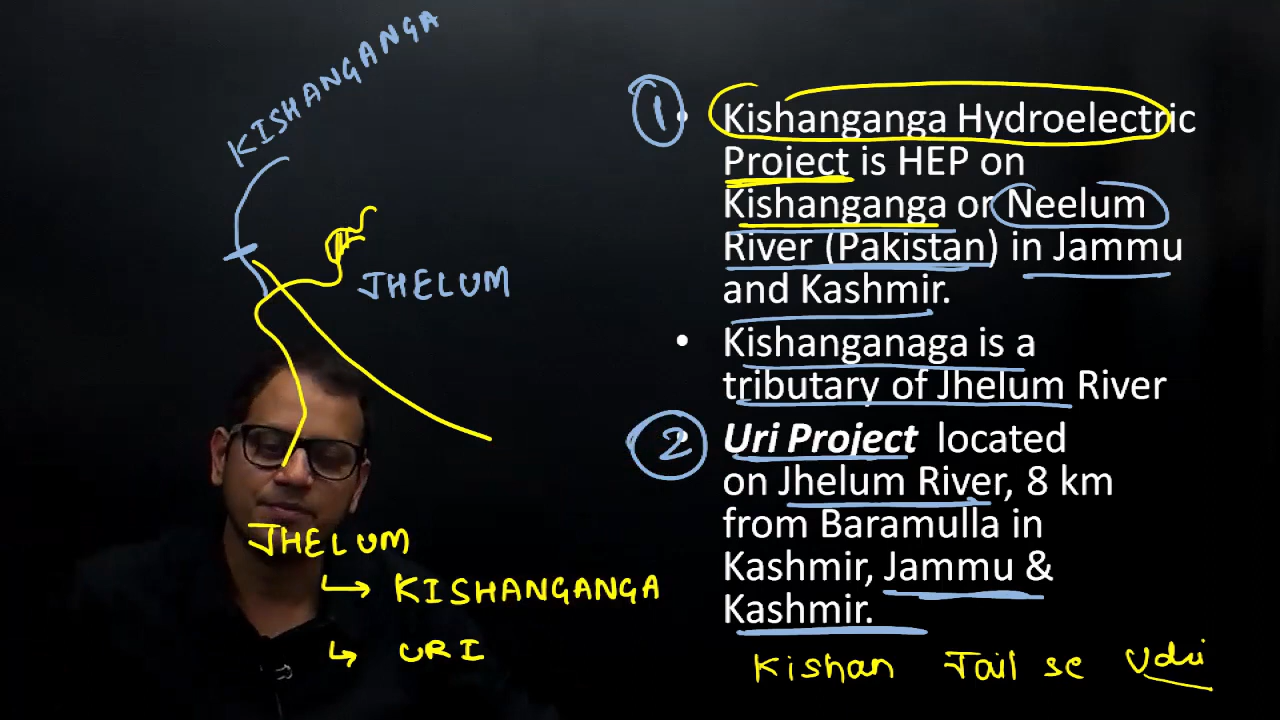 KISHANGANGA
JHELUM
JHELUM
↳ KISHANGANGA
↳ URI
1
• Kishanganga Hydroelectric
Project is HEP on
Kishanganga or Neelum
River (Pakistan) in Jammu
and Kashmir.
• Kishanganaga is a
tributary of Jhelum River
2
• Uri Project located
on Jhelum River, 8 km
from Baramulla in
Kashmir, Jammu &
Kashmir.
Kishan Jail se